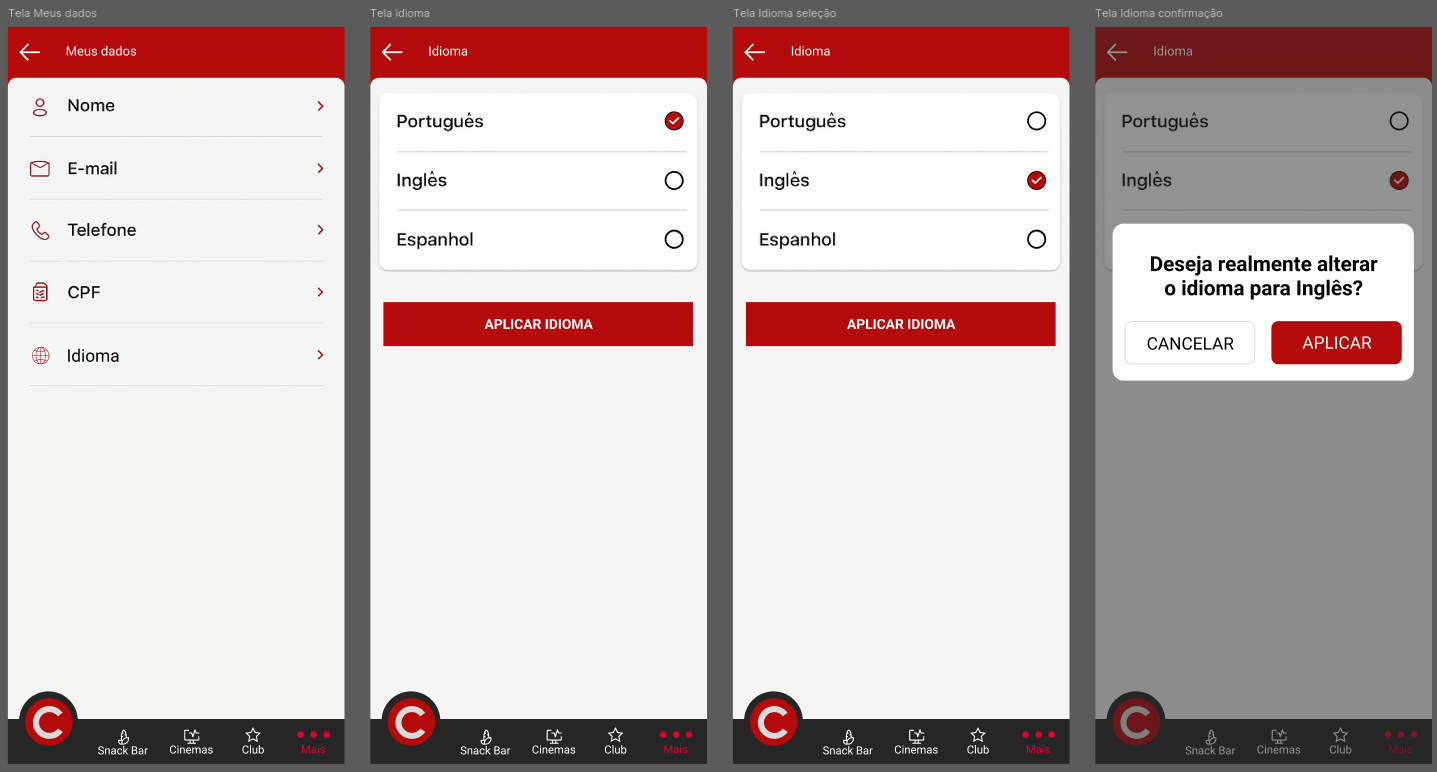 Tela Meus dados
Meus dados
Nome
E-mail
Telefone
CPF
Idioma
C
Snack Bar
Cinemas
Club
Mais
Tela idioma
Idioma
Português
Inglês
Espanhol
APLICAR IDIOMA
C
Snack Bar
Cinemas
Club
Mais
Tela Idioma seleção
Idioma
Português
Inglês
Espanhol
APLICAR IDIOMA
C
Snack Bar
Cinemas
Club
Mais
Tela Idioma confirmação
Idioma
Português
Inglês
Deseja realmente alterar
o idioma para Inglês?
CANCELAR
APLICAR
C
Snack Bar
Cinemas
Club
Mais